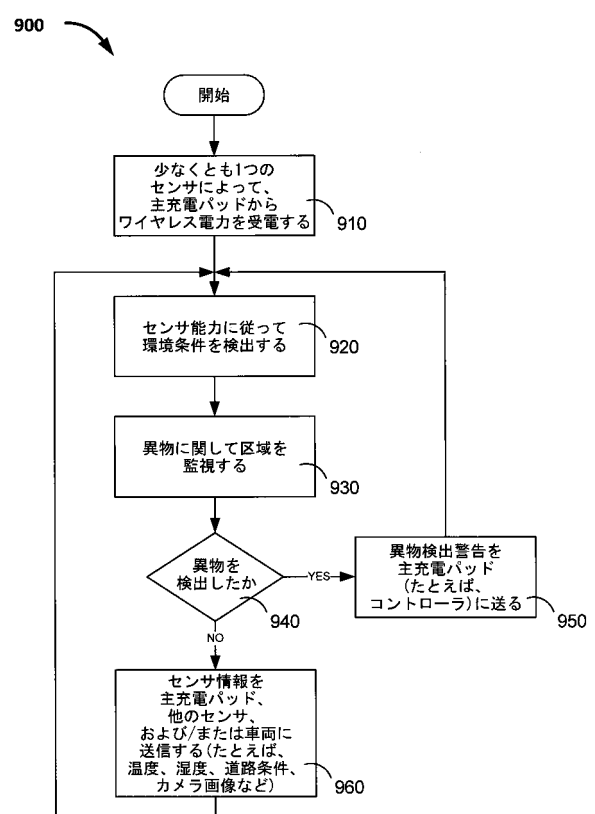 900
開始
少なくとも1つの
センサによって、
主充電パッドから
ワイヤレス電力を受電する
910
センサ能力に従って
環境条件を検出する
920
異物に関して区域を
監視する
930
異物を
検出したか
940
YES
異物検出警告を
主充電パッド
(たとえば、
コントローラ)に送る
950
NO
センサ情報を
主充電パッド、
他のセンサ、
および/または車両に
送信する(たとえば、
温度、湿度、道路条件、
カメラ画像など)
960